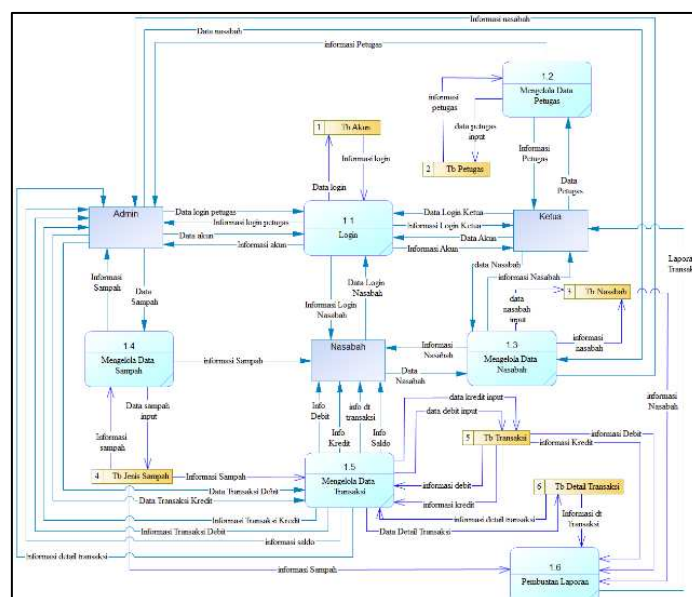 Informasi nasabah
Data nasabah
informasi Petugas
1.2
Mengelola Data
Petugas
informasi
petugas
data petugas
input
1
Tb Akun
2
Tb Petugas
Informasi
Petugas
Data
Petugas
Data login
Informasi login
Admin
Data login petugas
Informasi login petugas
Data akun
Informasi akun
1.1
Login
Data Login Ketua
Informasi Login Ketua
Data Akun
Informasi Akun
Ketua
Laporan
Transaksi
Informasi
Sampah
Data
Sampah
Informasi Login
Nasabah
Data Login
Nasabah
data Nasabah
informasi Nasabah
data
nasabah
input
Tb Nasabah
1.4
Mengelola Data
Sampah
informasi Sampah
Nasabah
Informasi
Nasabah
Data
Nasabah
1.3
Mengelola Data
Nasabah
informasi
nasabah
informasi
Nasabah
Informasi
sampah
Data sampah
input
Info
Debit
Info
Kredit
info dt
transaksi
Info
Saldo
data kredit input
data debit input
5
Tb Transaksi
informasi Debit
informasi Kredit
4
Tb Jenis Sampah
Informasi Sampah
1.5
Mengelola Data
Transaksi
informasi debit
informasi kredit
6
Tb Detail Transaksi
Data Transaksi Debit
Data Transaksi Kredit
Informasi Transaksi Kredit
Informasi Transaksi Debit
informasi saldo
Informasi detail transaksi
informasi detail transaksi
Data Detail Transaksi
Informasi dt
Transaksi
informasi Sampah
1.6
Pembuatan Laporan